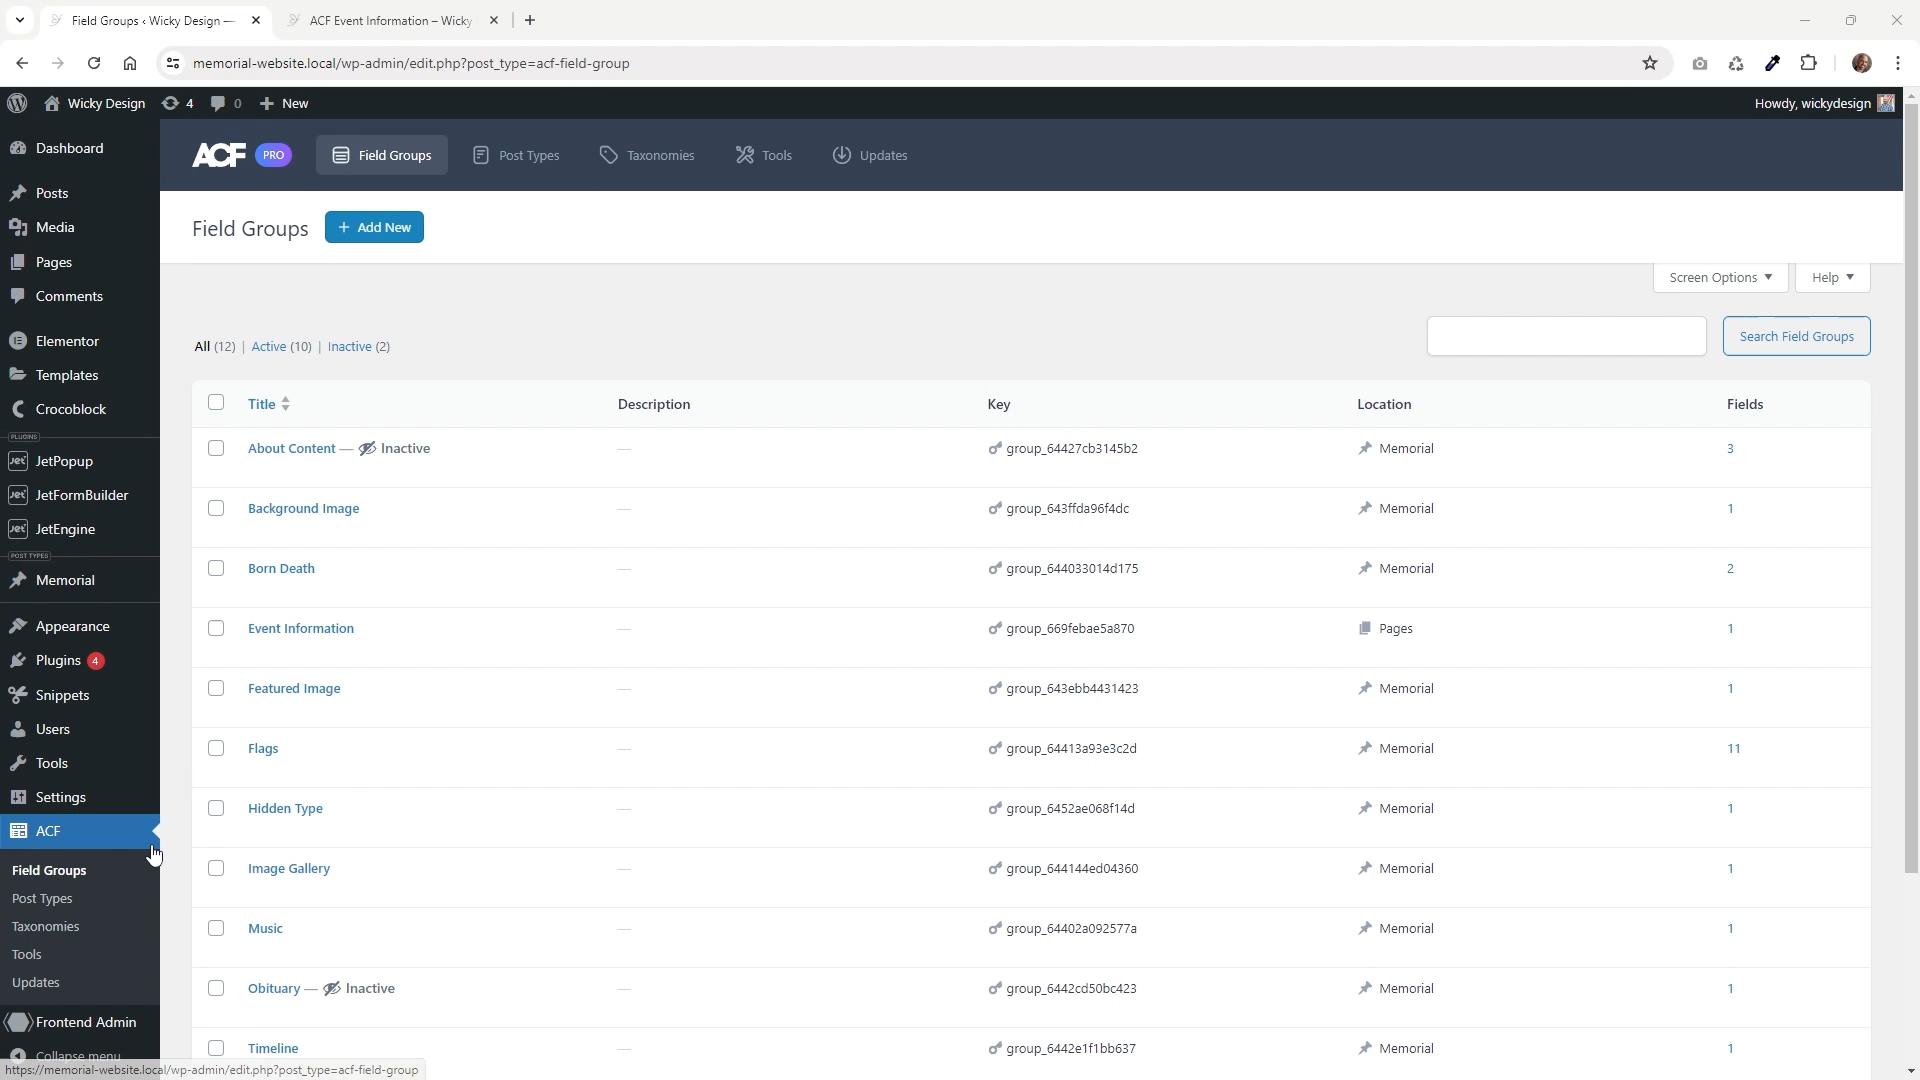 Field Groups ‹ Wicky Design —
ACF Event Information – Wicky
memorial-website.local/wp-admin/edit.php?post_type=acf-field-group
Wicky Design 4 0 New
Howdy, wickydesign
Dashboard
Posts
Media
Pages
Comments
Elementor
Templates
Crocoblock
PLUGINS
Jet JetPopup
Jet JetFormBuilder
Jet JetEngine
POST TYPES
Memorial
Appearance
Plugins 4
Snippets
Users
Tools
Settings
ACF
Field Groups
Post Types
Taxonomies
Tools
Updates
Frontend Admin
Collapse menu
ACF PRO Field Groups Post Types Taxonomies Tools Updates
Field Groups Add New
Screen Options Help
All (12) | Active (10) | Inactive (2)
Search Field Groups
Title Description Key Location Fields
About Content — Inactive — group_64427cb3145b2 Memorial 3
Background Image — group_643ffda96f4dc Memorial 1
Born Death — group_644033014d175 Memorial 2
Event Information — group_669febae5a870 Pages 1
Featured Image — group_643ebb4431423 Memorial 1
Flags — group_64413a93e3c2d Memorial 11
Hidden Type — group_6452ae068f14d Memorial 1
Image Gallery — group_644144ed04360 Memorial 1
Music — group_64402a092577a Memorial 1
Obituary — Inactive — group_6442cd50bc423 Memorial 1
Timeline — group_6442e1f1bb637 Memorial 1
https://memorial-website.local/wp-admin/edit.php?post_type=acf-field-group